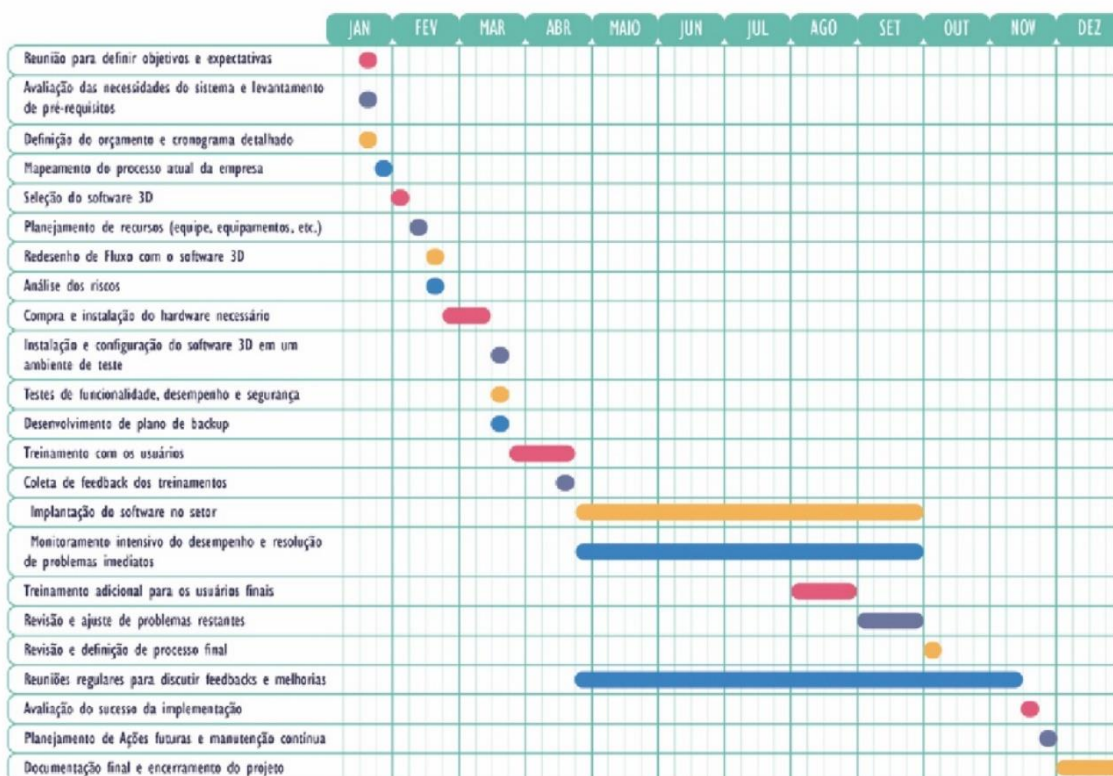 JAN FEV MAR ABR MAIO JUN JUL AGO SET OUT NOV DEZ
Reunião para definir objetivos e expectativas
Avaliação das necessidades do sistema e levantamento
de pré-requisitos
Definição do orçamento e cronograma detalhado
Mapeamento do processo atual da empresa
Seleção do software 3D
Planejamento de recursos (equipe, equipamentos, etc.)
Redesenho de Fluxo com o software 3D
Análise dos riscos
Compra e instalação do hardware necessário
Instalação e configuração do software 3D em um
ambiente de teste
Testes de funcionalidade, desempenho e segurança
Desenvolvimento de plano de backup
Treinamento com os usuários
Coleta de feedback dos treinamentos
Implantação do software no setor
Monitoramento intensivo do desempenho e resolução
de problemas imediatos
Treinamento adicional para os usuários finais
Revisão e ajuste de problemas restantes
Revisão e definição de processo final
Reuniões regulares para discutir feedbacks e melhorias
Avaliação do sucesso da implementação
Planejamento de Ações futuras e manutenção contínua
Documentação final e encerramento do projeto